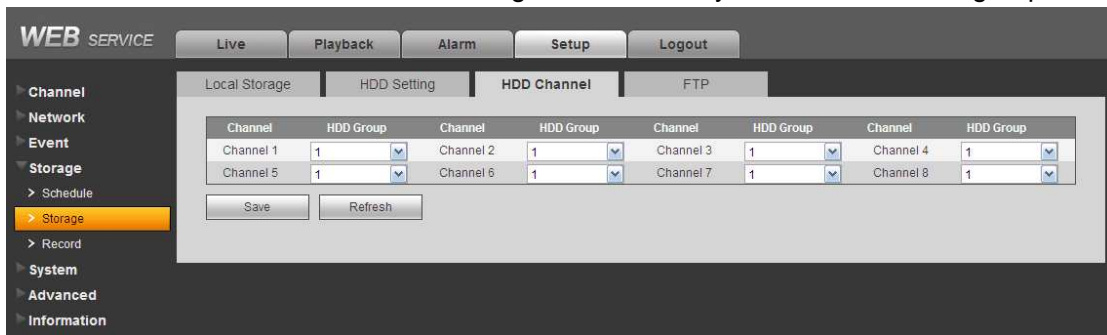 WEB SERVICE
Live Playback Alarm Setup Logout
Local Storage HDD Setting HDD Channel FTP
Channel
Network
Event
Storage
> Schedule
> Storage
> Record
System
Advanced
Information
Channel HDD Group Channel HDD Group Channel HDD Group Channel HDD Group
Channel 1 1 Channel 2 1 Channel 3 1 Channel 4 1
Channel 5 1 Channel 6 1 Channel 7 1 Channel 8 1
Save Refresh